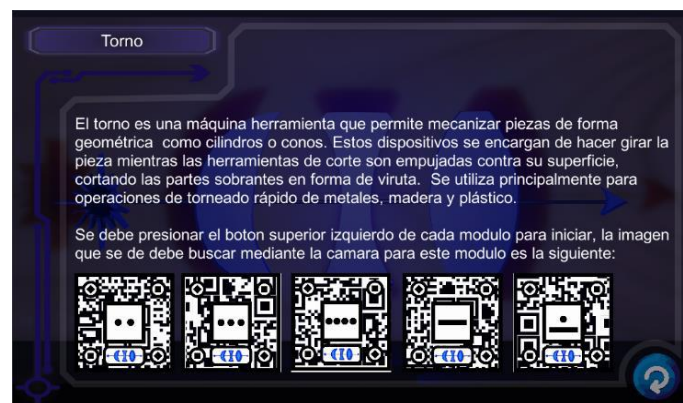 Torno
El torno es una máquina herramienta que permite mecanizar piezas de forma
geométrica como cilindros o conos. Estos dispositivos se encargan de hacer girar la
pieza mientras las herramientas de corte son empujadas contra su superficie,
cortando las partes sobrantes en forma de viruta. Se utiliza principalmente para
operaciones de torneado rápido de metales, madera y plástico.
Se debe presionar el boton superior izquierdo de cada modulo para iniciar, la imagen
que se de debe buscar mediante la camara para este modulo es la siguiente: